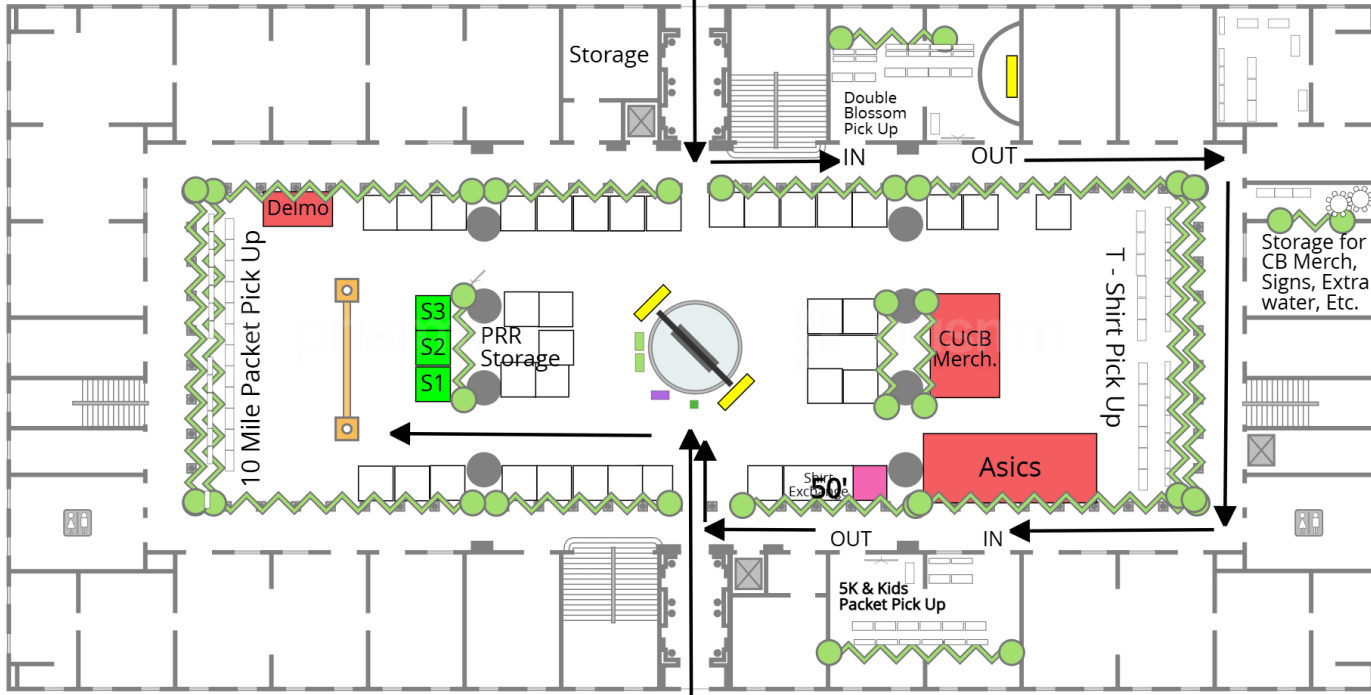 Storage
Double
Blossom
Pick Up
IN
OUT
Delmo
10 Mile Packet Pick Up
S3
S2
S1
PRR
Storage
CUCB
Merch.
T - Shirt Pick Up
Storage for
CB Merch,
Signs, Extra
water, Etc.
Asics
Shirt
Exchange
50'
OUT
IN
5K & Kids
Packet Pick Up